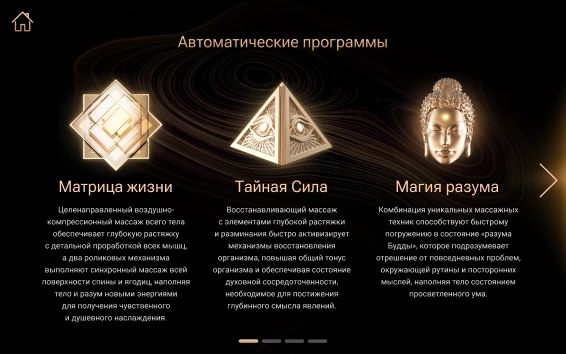 Автоматические программы
Матрица жизни
Целенаправленный воздушно-
компрессионный массаж всего тела
обеспечивает глубокую растяжку
с детальной проработкой всех мышц,
а два роликовых механизма
выполняют синхронный массаж всей
поверхности спины и ягодиц, наполняя
тело и разум новыми энергиями
для получения чувственного
и душевного наслаждения.
Тайная Сила
Восстанавливающий массаж
с элементами глубокой растяжки
и разминания быстро активизирует
механизмы восстановления
организма, повышая общий тонус
организма и обеспечивая состояние
духовной сосредоточенности,
необходимое для постижения
глубинного смысла явлений.
Магия разума
Комбинация уникальных массажных
техник способствуют быстрому
погружению в состояние «разума
Будды», которое подразумевает
отрешение от повседневных проблем,
окружающей рутины и посторонних
мыслей, наполняя тело состоянием
просветленного ума.